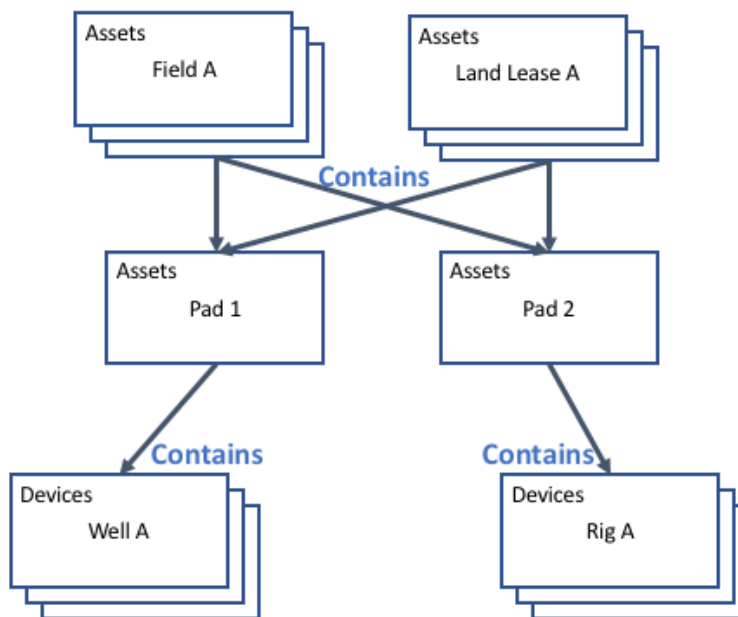 Assets
Field A
Assets
Land Lease A
Contains
Assets
Pad 1
Assets
Pad 2
Contains
Contains
Devices
Well A
Devices
Rig A